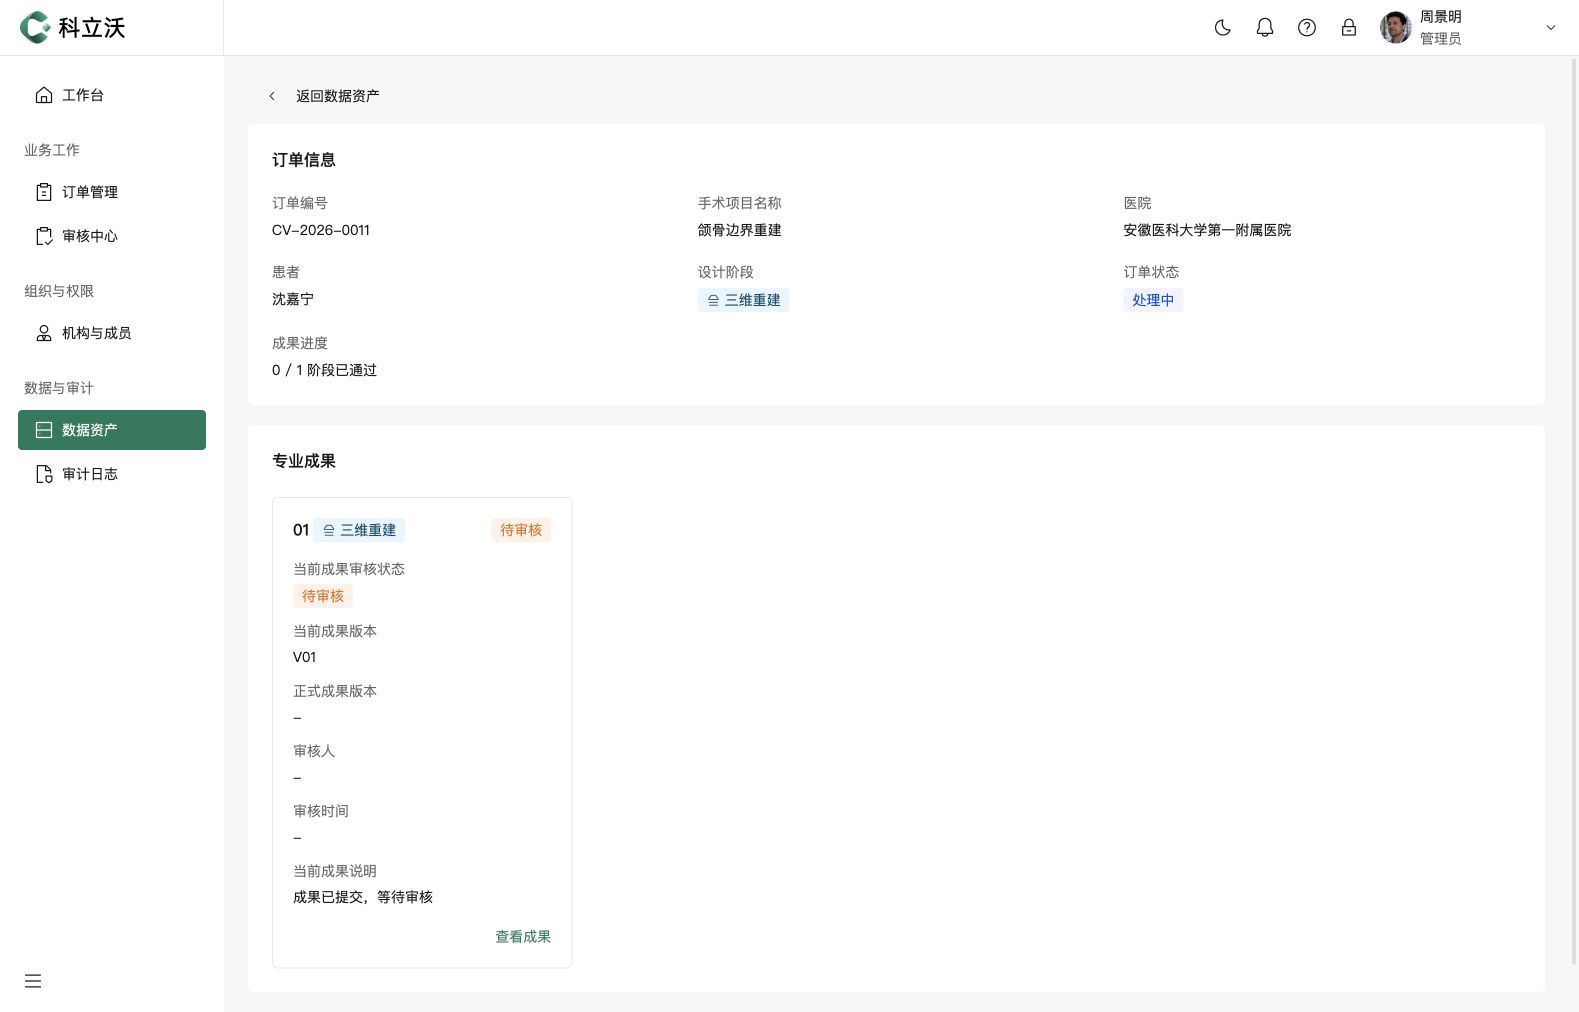 科立沃
周景明
管理员
工作台
业务工作
订单管理
审核中心
组织与权限
机构与成员
数据与审计
数据资产
审计日志
返回数据资产
订单信息
订单编号
CV-2026-0011
手术项目名称
颌骨边界重建
医院
安徽医科大学第一附属医院
患者
沈嘉宁
设计阶段
三维重建
订单状态
处理中
成果进度
0 / 1 阶段已通过
专业成果
01 三维重建 待审核
当前成果审核状态
待审核
当前成果版本
V01
正式成果版本
–
审核人
–
审核时间
–
当前成果说明
成果已提交，等待审核
查看成果